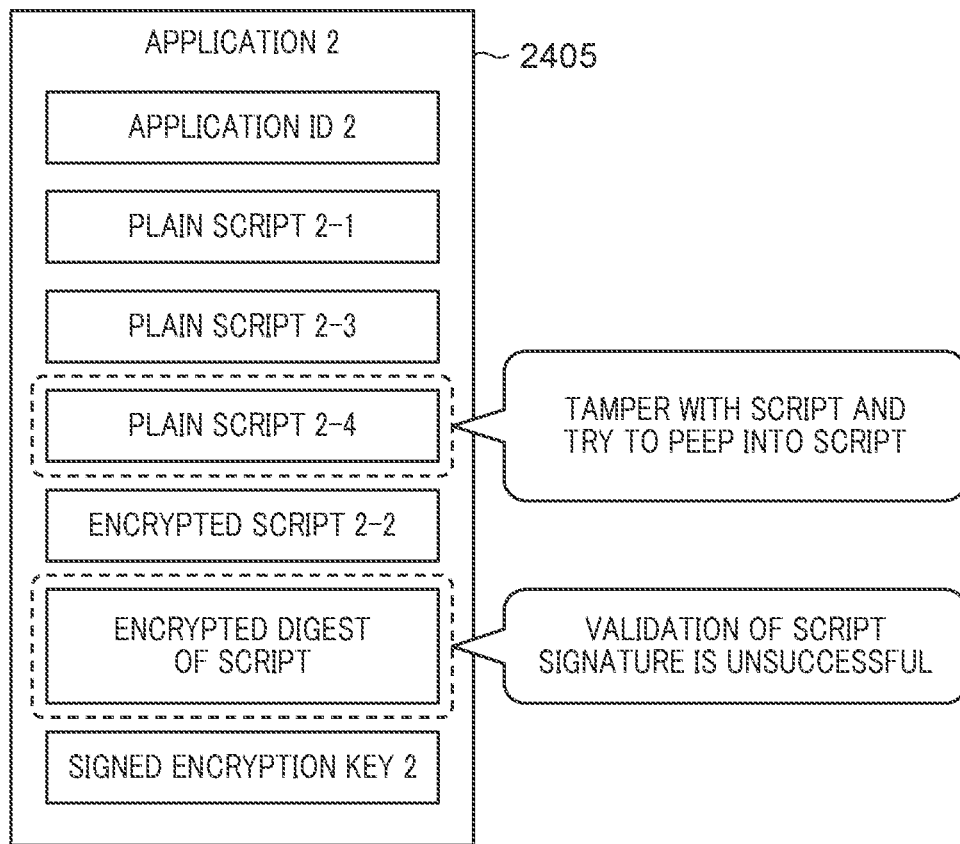 APPLICATION 2
2405
APPLICATION ID 2
PLAIN SCRIPT 2-1
PLAIN SCRIPT 2-3
PLAIN SCRIPT 2-4
TAMPER WITH SCRIPT AND
TRY TO PEEP INTO SCRIPT
ENCRYPTED SCRIPT 2-2
ENCRYPTED DIGEST
OF SCRIPT
VALIDATION OF SCRIPT
SIGNATURE IS UNSUCCESSFUL
SIGNED ENCRYPTION KEY 2